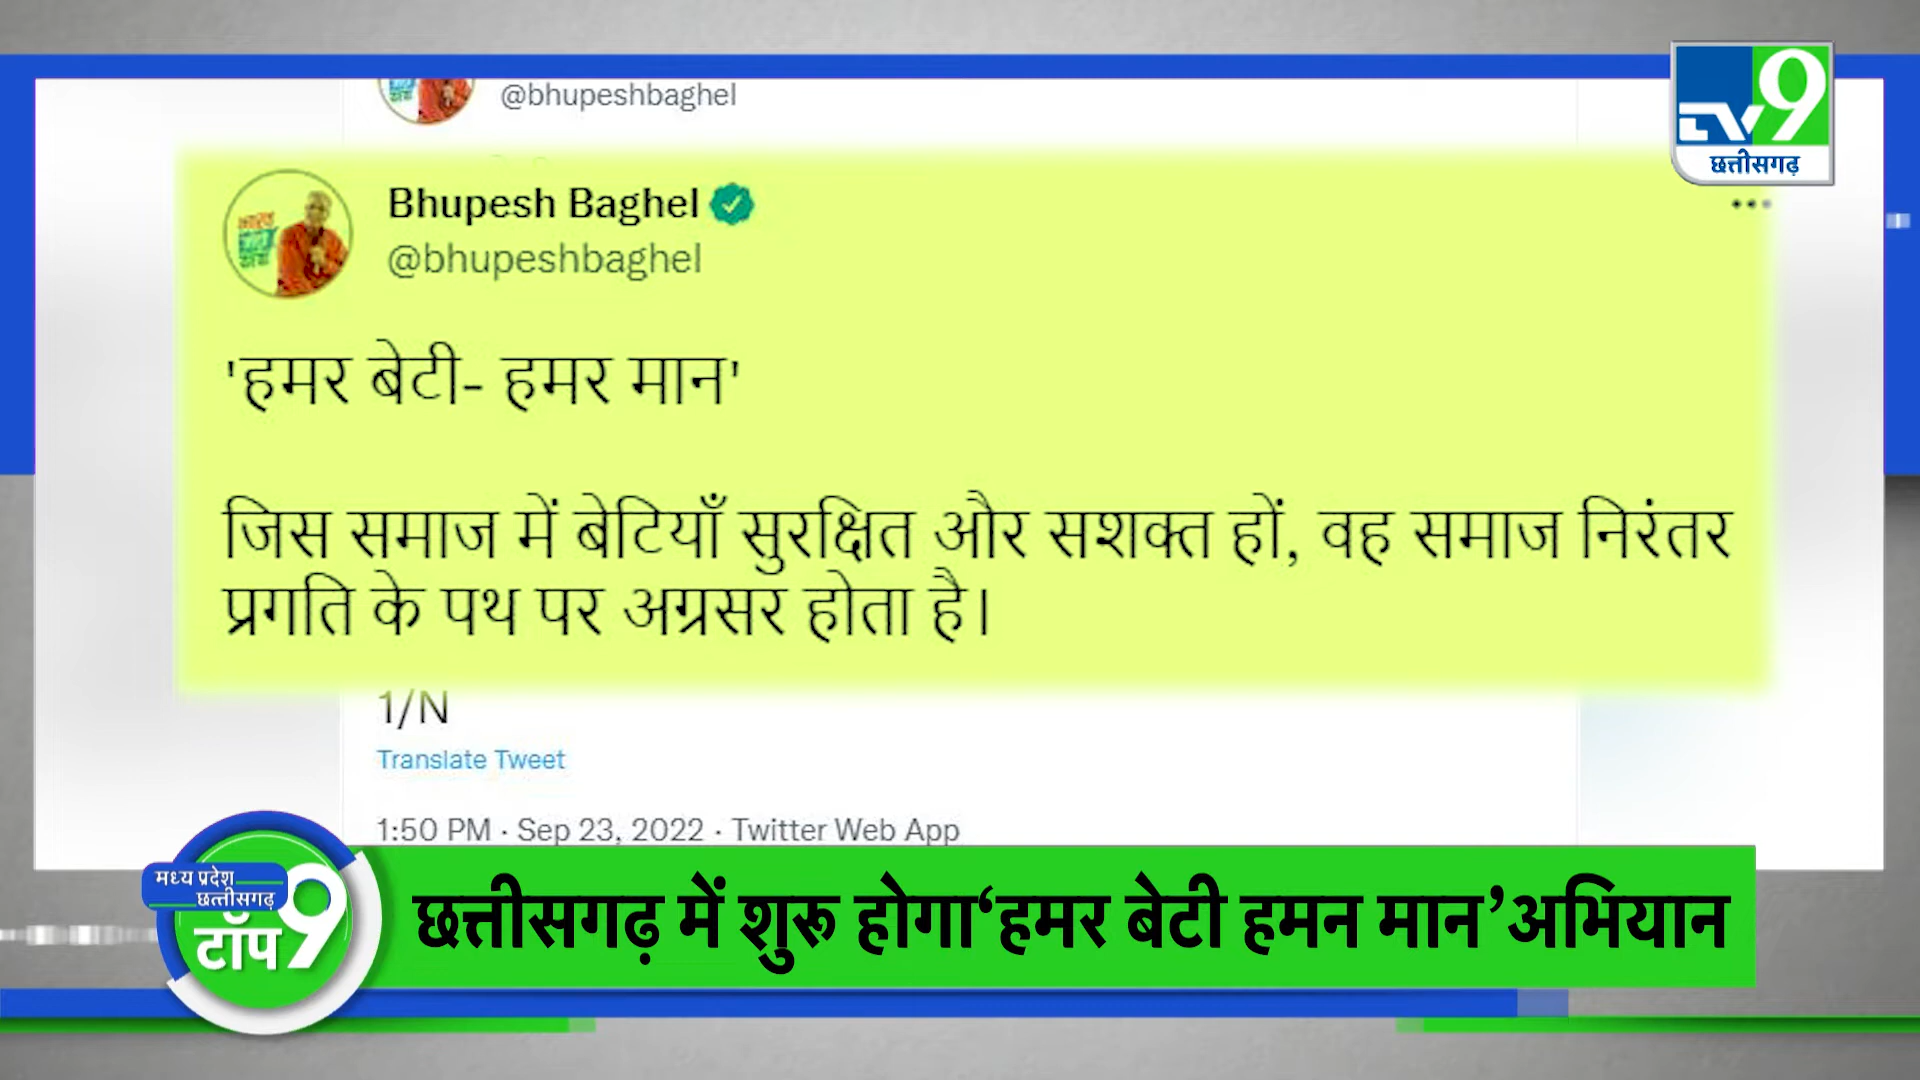 @bhupeshbaghel
TV9
छत्तीसगढ़
Bhupesh Baghel
@bhupeshbaghel
'हमर बेटी- हमर मान'
जिस समाज में बेटियाँ सुरक्षित और सशक्त हों, वह समाज निरंतर
प्रगति के पथ पर अग्रसर होता है।
1/N
Translate Tweet
1:50 PM · Sep 23, 2022 · Twitter Web App
मध्य प्रदेश
छत्तीसगढ़
टॉप 9
छत्तीसगढ़ में शुरू होगा‘हमर बेटी हमन मान’अभियान